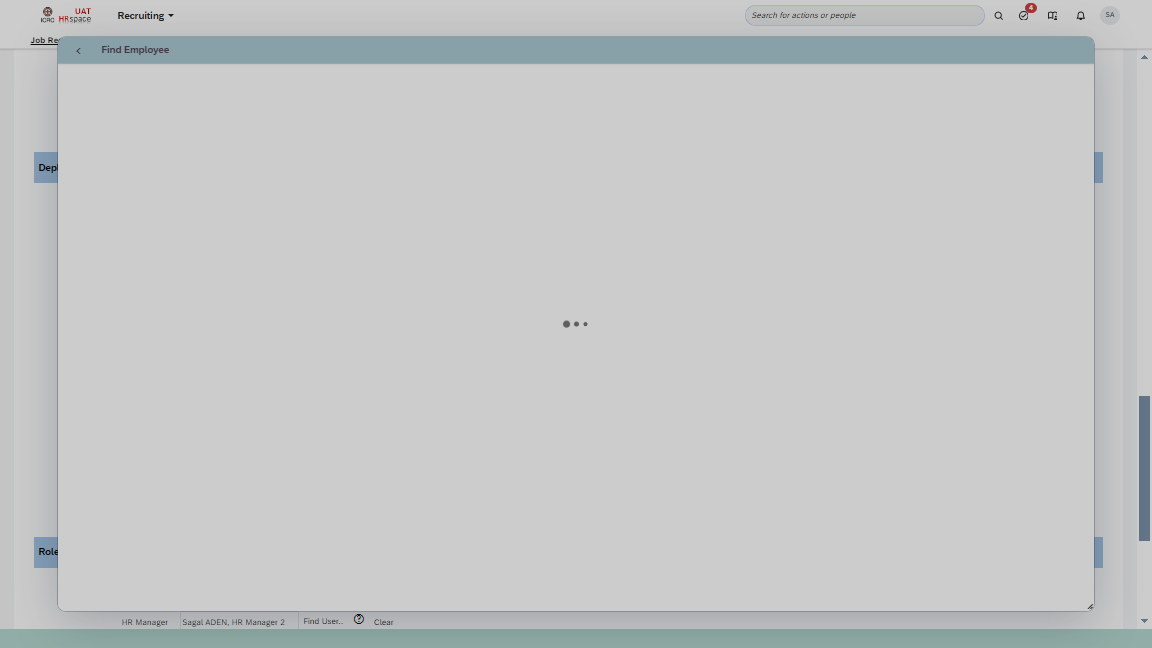 ICRC
UAT
HRspace
Recruiting
Search for actions or people
4
SA
Job Re
Find Employee
Depl
Role
HR Manager
Sagal ADEN, HR Manager 2
Find User..
?
Clear